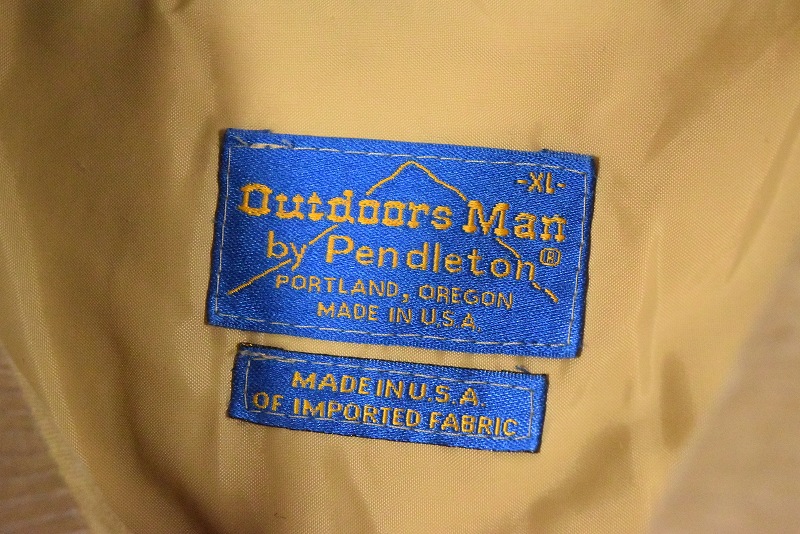 -XL-
Outdoors Man
by Pendleton®
PORTLAND, OREGON
MADE IN U.S.A.
MADE IN U.S.A.
OF IMPORTED FABRIC